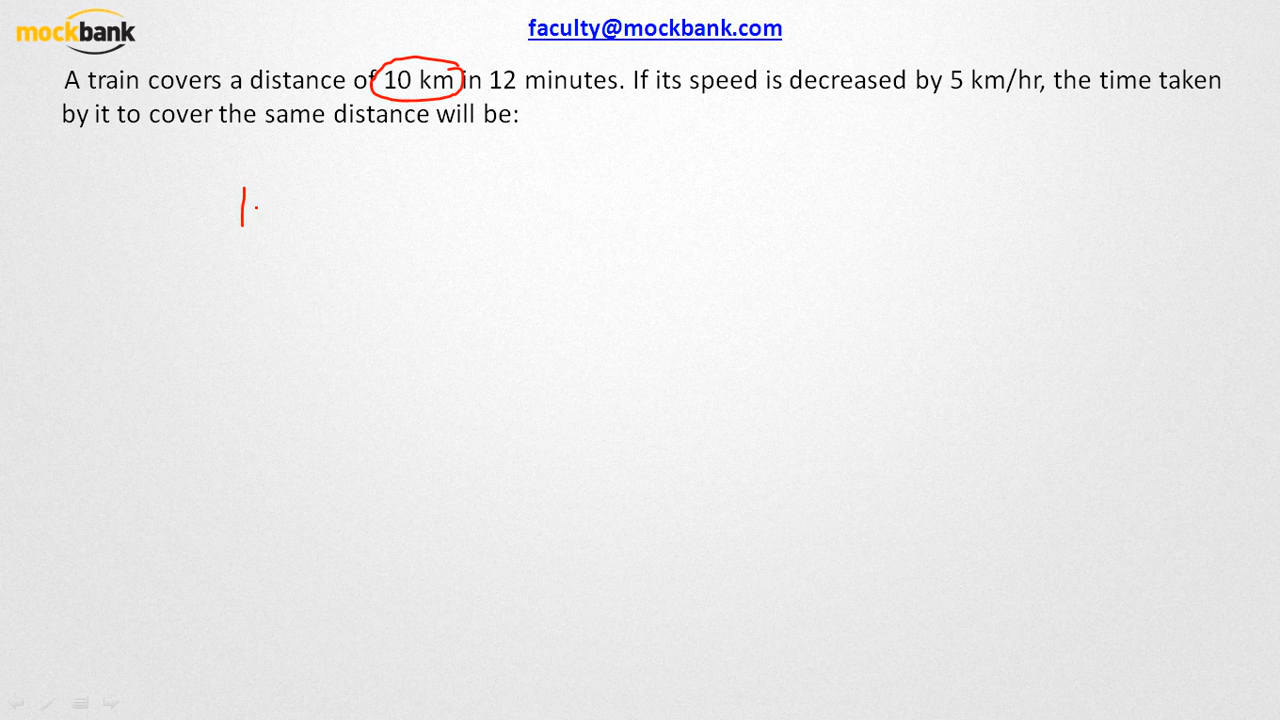 mockbank
faculty@mockbank.com
A train covers a distance of 10 km in 12 minutes. If its speed is decreased by 5 km/hr, the time taken
by it to cover the same distance will be: